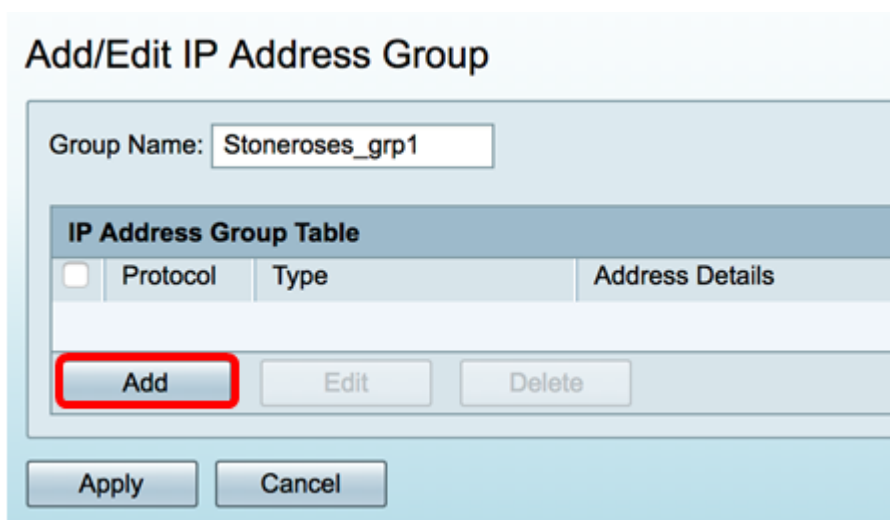 Add/Edit IP Address Group
Group Name: Stoneroses_grp1
IP Address Group Table
Protocol Type Address Details
Add Edit Delete
Apply Cancel